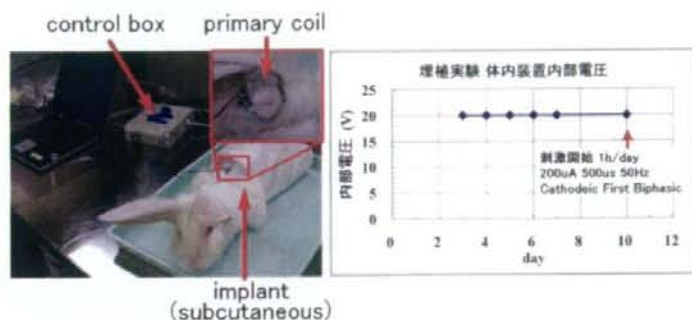 control box
primary coil
implant
(subcutaneous)
埋植実験 体内装置内部電圧
内部電圧 (V)
25
20
15
10
5
0
刺激開始 1h/day
200uA 500us 50Hz
Cathodeic First Biphasic
0 2 4 6 8 10 12
day